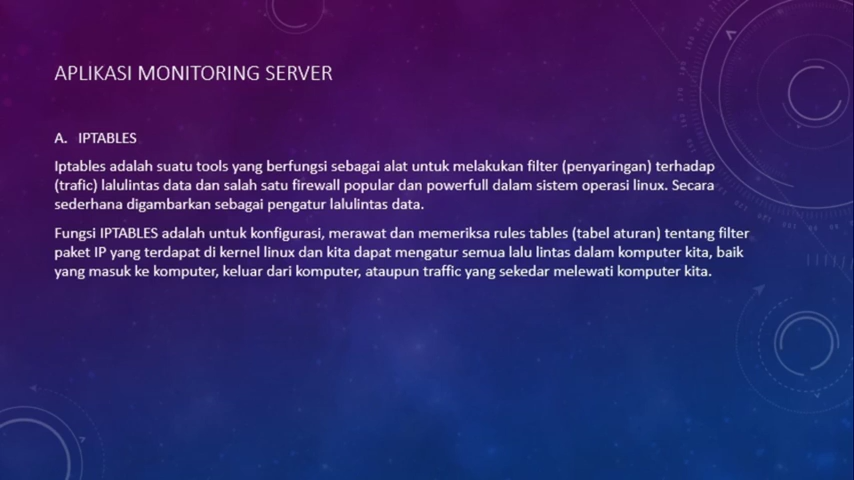 APLIKASI MONITORING SERVER
A. IPTABLES
Iptables adalah suatu tools yang berfungsi sebagai alat untuk melakukan filter (penyaringan) terhadap
(trafic) lalulintas data dan salah satu firewall popular dan powerfull dalam sistem operasi linux. Secara
sederhana digambarkan sebagai pengatur lalulintas data.
Fungsi IPTABLES adalah untuk konfigurasi, merawat dan memeriksa rules tables (tabel aturan) tentang filter
paket IP yang terdapat di kernel linux dan kita dapat mengatur semua lalu lintas dalam komputer kita, baik
yang masuk ke komputer, keluar dari komputer, ataupun traffic yang sekedar melewati komputer kita.